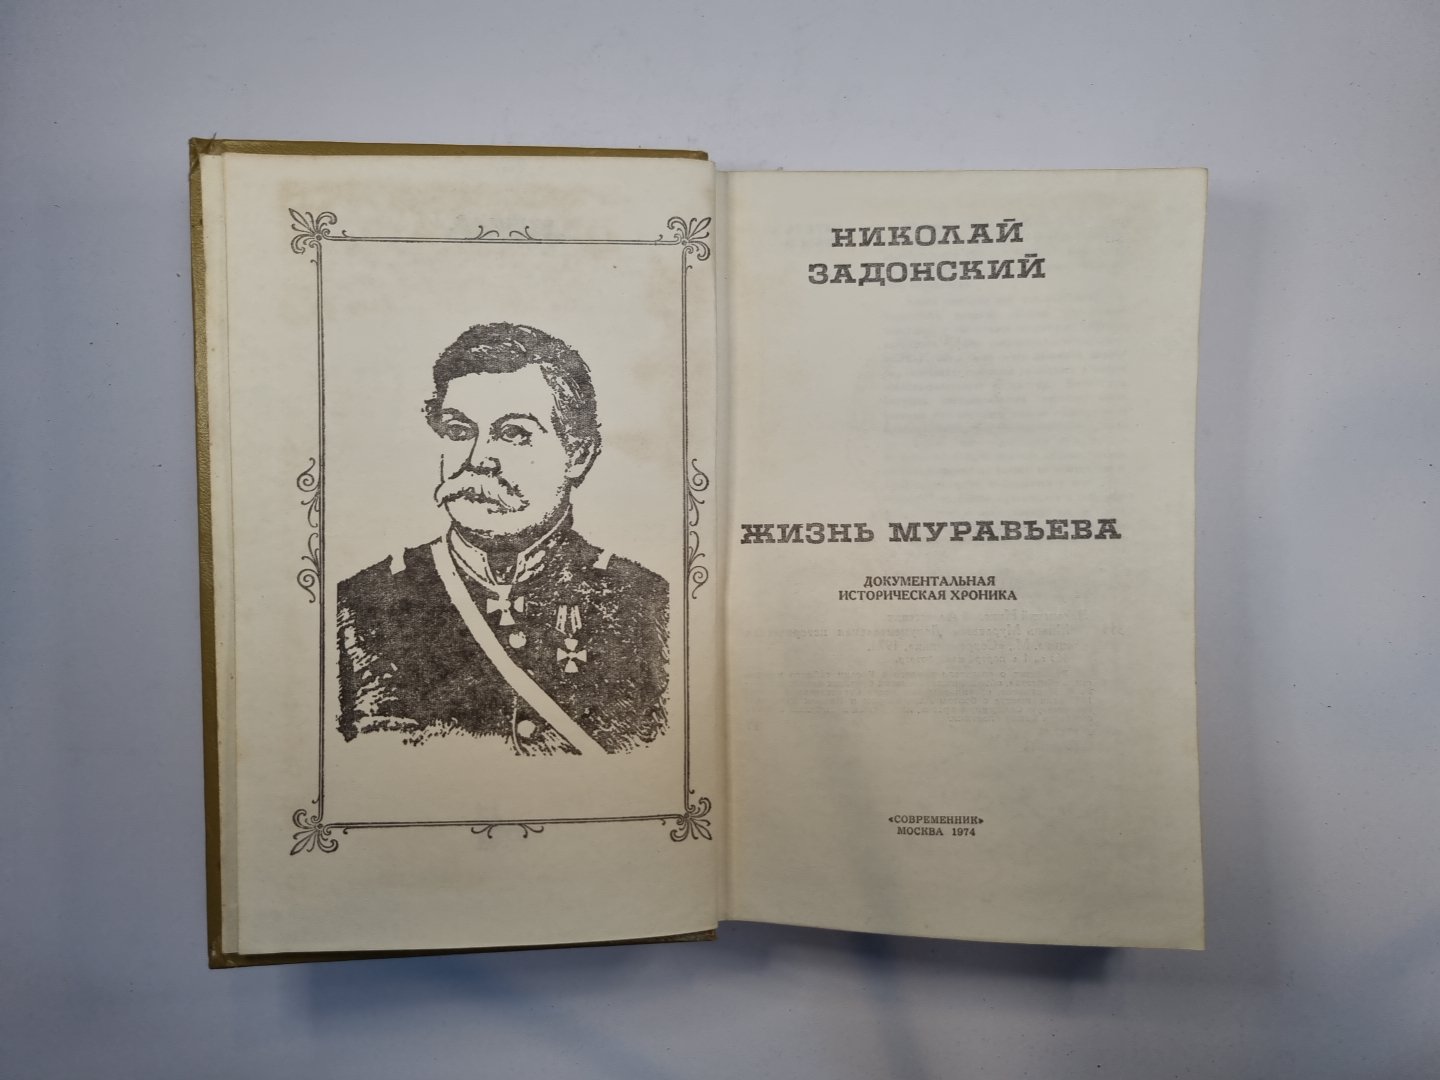 НИКОЛАЙ
ЗАДОНСКИЙ
ЖИЗНЬ МУРАВЬЕВА
ДОКУМЕНТАЛЬНАЯ
ИСТОРИЧЕСКАЯ ХРОНИКА
«СОВРЕМЕННИК»
МОСКВА 1974